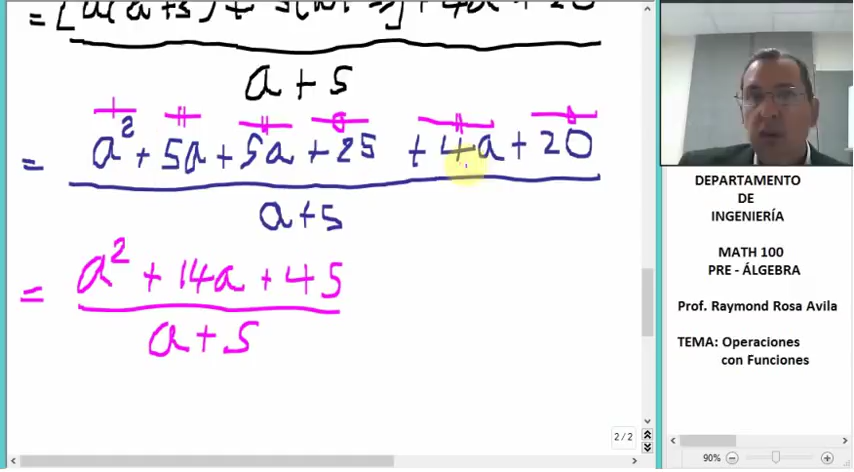 a + 5
= a² + 5a + 5a + 25 + 4a + 20
a + 5
= a² + 14a + 45
a + 5
2/2
90%
DEPARTAMENTO
DE
INGENIERÍA
MATH 100
PRE - ÁLGEBRA
Prof. Raymond Rosa Avila
TEMA: Operaciones
con Funciones